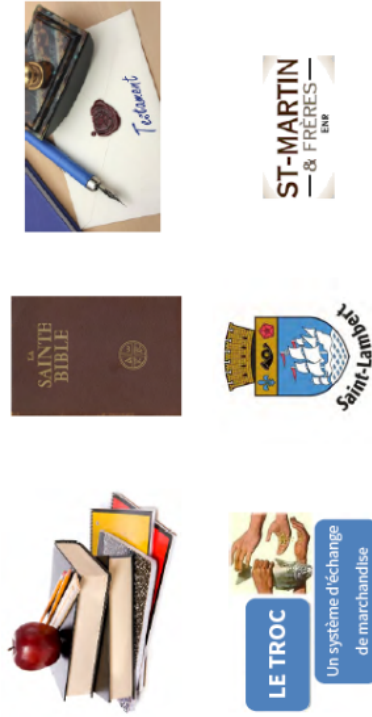 Testament
La
SAINTE
BIBLE
ST-MARTIN
& FRÈRES
ENR
Saint-Lambert
LE TROC
Un système d'échange
de marchandise